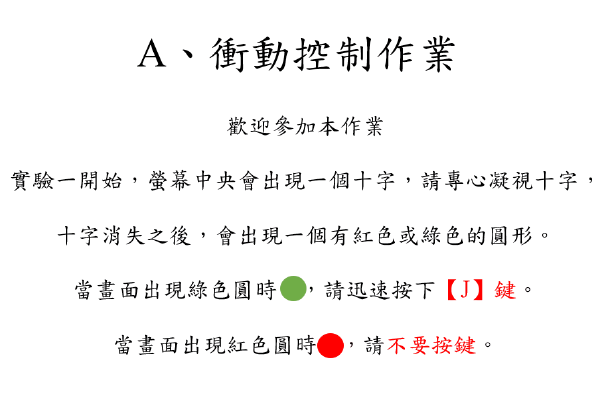 A、衝動控制作業
歡迎參加本作業
實驗一開始，螢幕中央會出現一個十字，請專心凝視十字，
十字消失之後，會出現一個有紅色或綠色的圓形。
當畫面出現綠色圓時，請迅速按下【J】鍵。
當畫面出現紅色圓時，請不要按鍵。